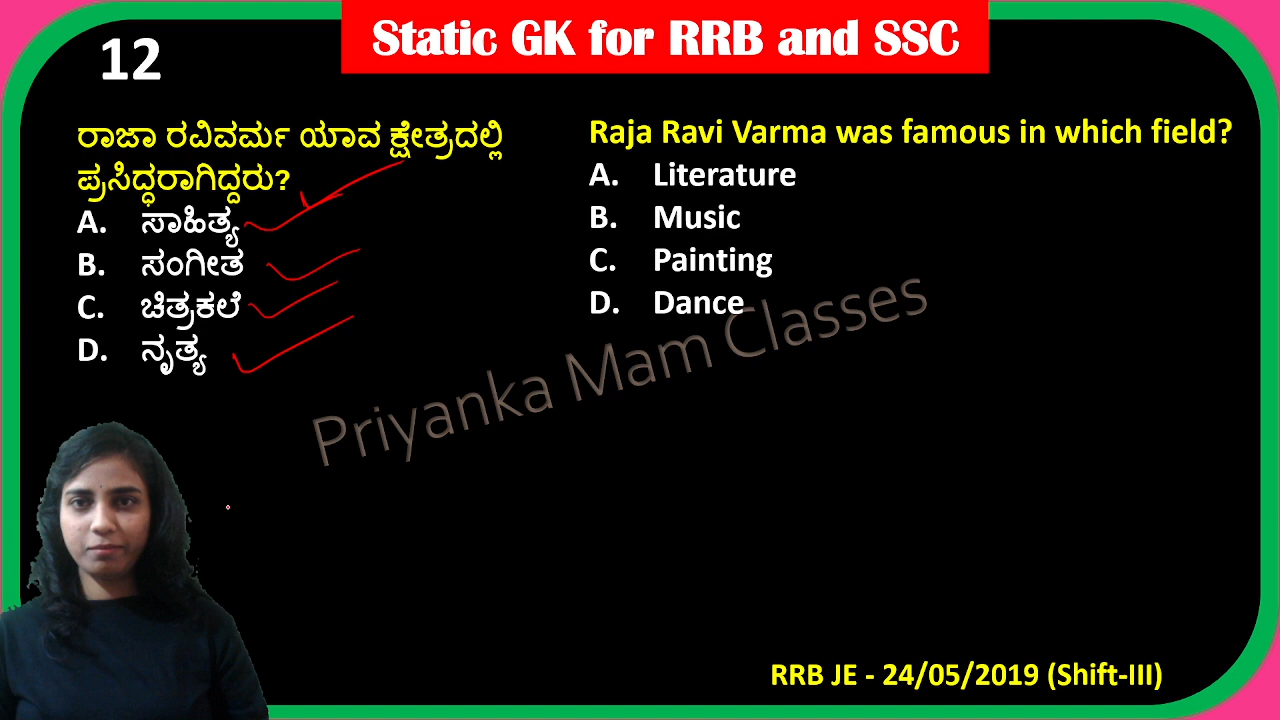 Static GK for RRB and SSC
12
ರಾಜಾ ರವಿವರ್ಮ ಯಾವ ಕ್ಷೇತ್ರದಲ್ಲಿ
ಪ್ರಸಿದ್ಧರಾಗಿದ್ದರು?
A. ಸಾಹಿತ್ಯ
B. ಸಂಗೀತ
C. ಚಿತ್ರಕಲೆ
D. ನೃತ್ಯ
Raja Ravi Varma was famous in which field?
A. Literature
B. Music
C. Painting
D. Dance
Priyanka Mam Classes
RRB JE - 24/05/2019 (Shift-III)